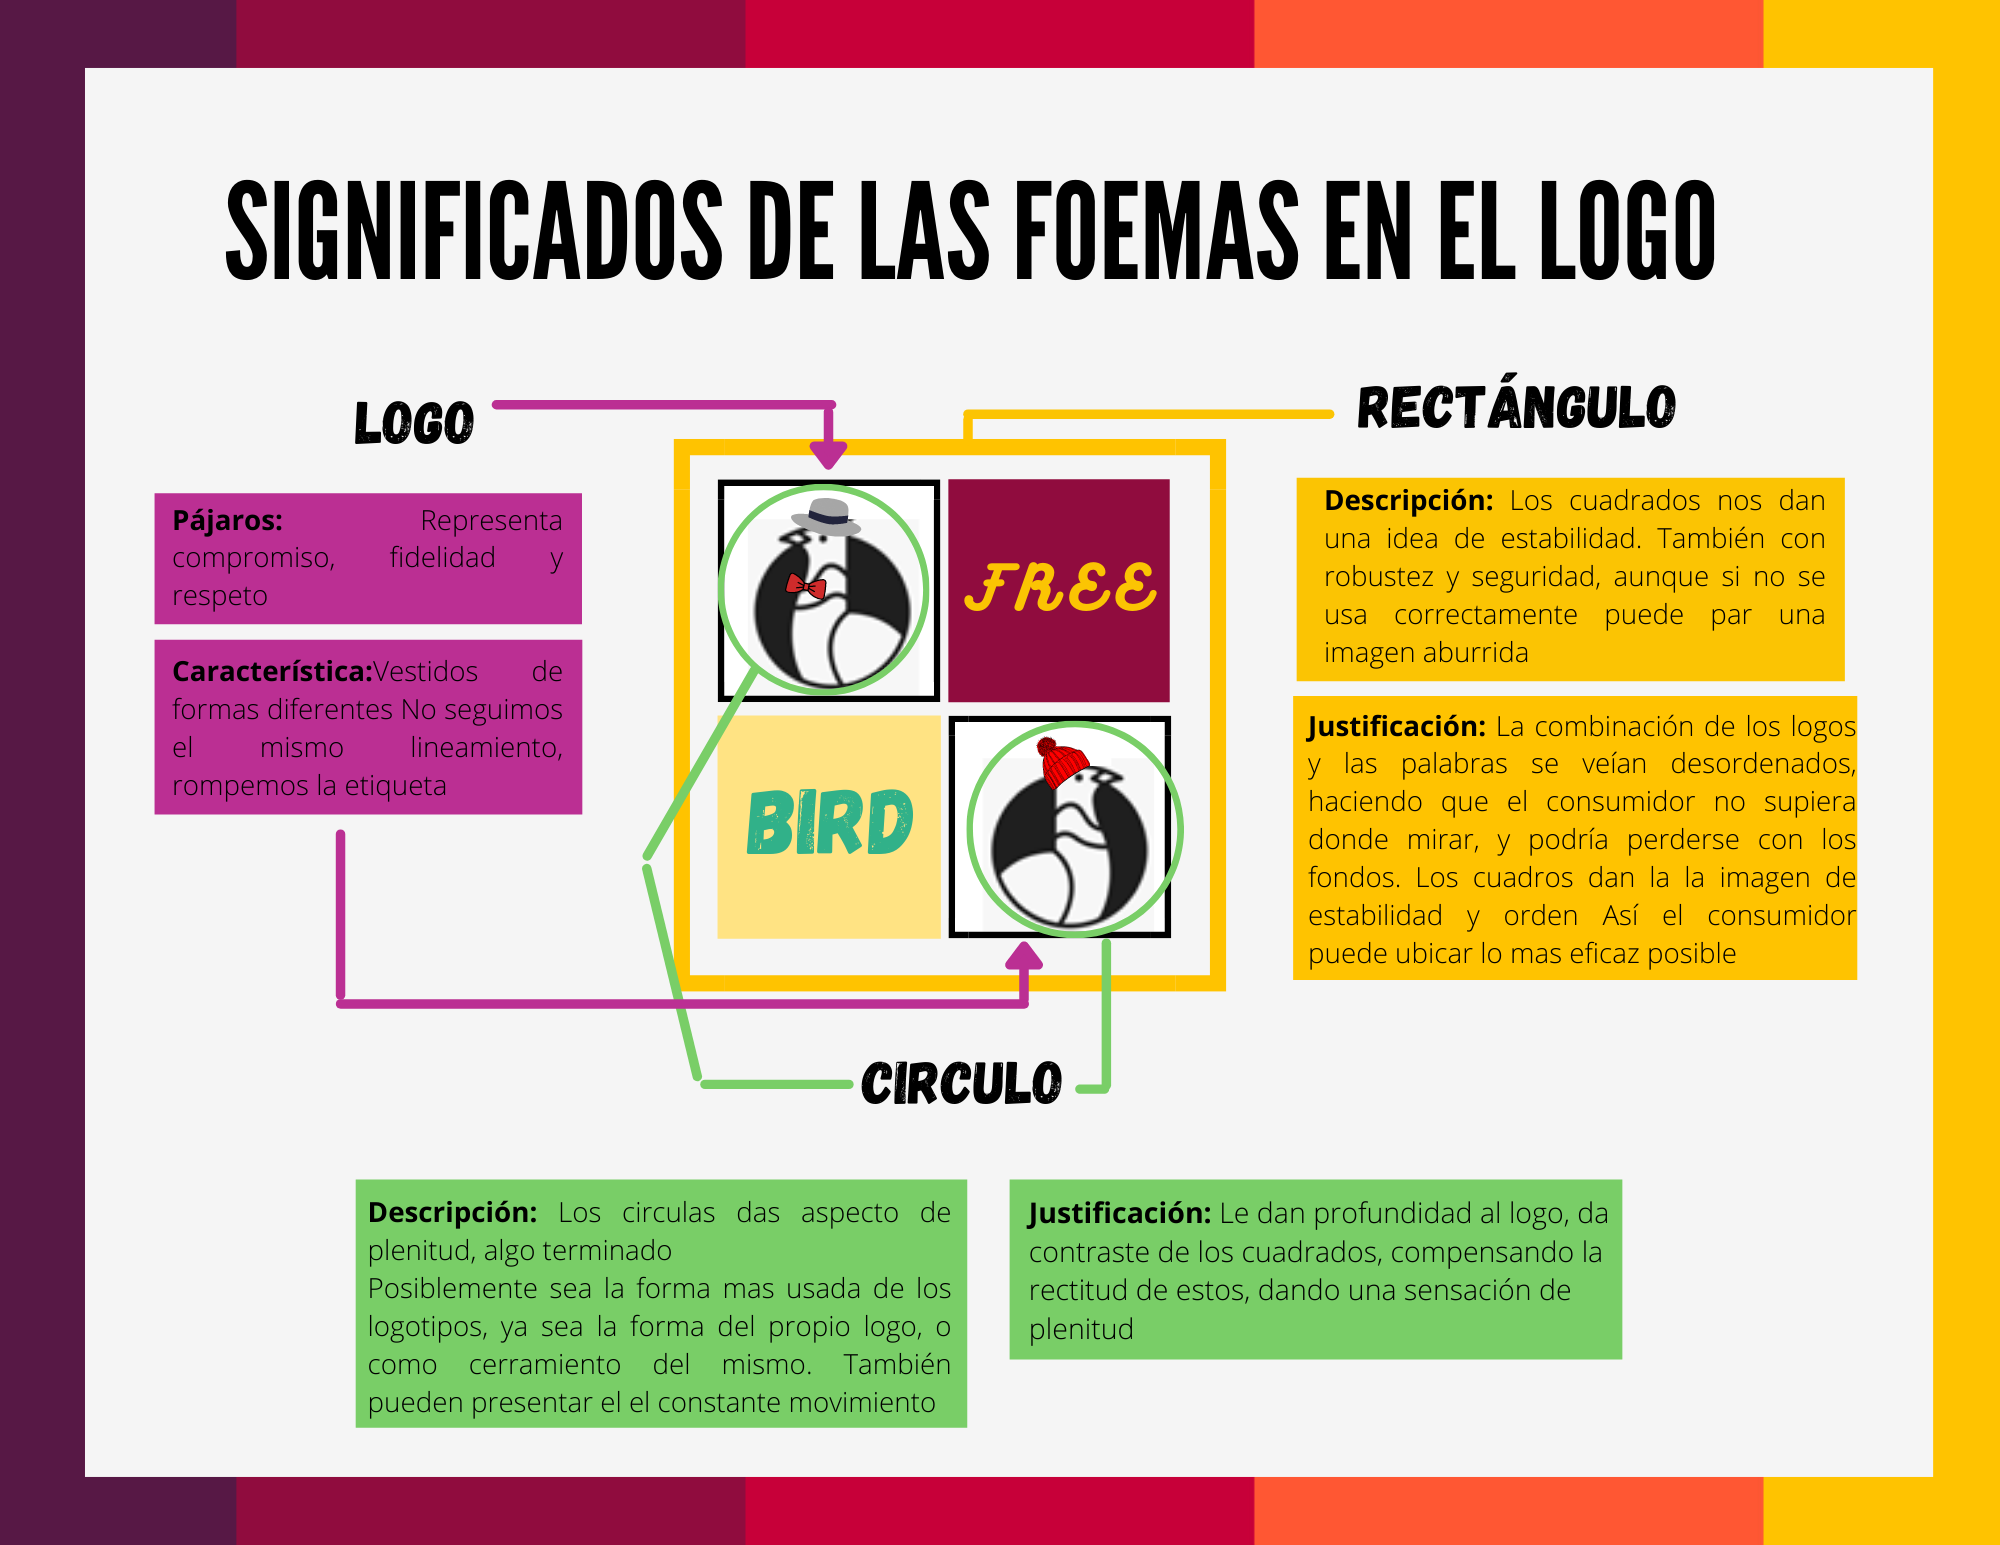 SIGNIFICADOS DE LAS FOEMAS EN EL LOGO
LOGO
Pájaros: Representa
compromiso, fidelidad y
respeto
Característica:Vestidos de
formas diferentes No seguimos
el mismo lineamiento,
rompemos la etiqueta
FREE
BIRD
RECTÁNGULO
Descripción: Los cuadrados nos dan
una idea de estabilidad. También con
robustez y seguridad, aunque si no se
usa correctamente puede par una
imagen aburrida
Justificación: La combinación de los logos
y las palabras se veían desordenados,
haciendo que el consumidor no supiera
donde mirar, y podría perderse con los
fondos. Los cuadros dan la la imagen de
estabilidad y orden Así el consumidor
puede ubicar lo mas eficaz posible
CIRCULO
Descripción: Los circulas das aspecto de
plenitud, algo terminado
Posiblemente sea la forma mas usada de los
logotipos, ya sea la forma del propio logo, o
como cerramiento del mismo. También
pueden presentar el el constante movimiento
Justificación: Le dan profundidad al logo, da
contraste de los cuadrados, compensando la
rectitud de estos, dando una sensación de
plenitud